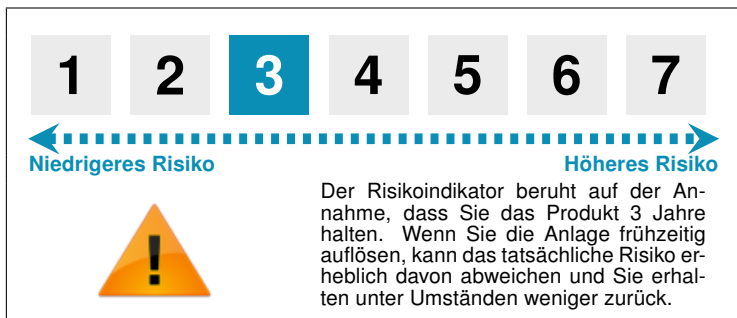 1 2 3 4 5 6 7
Niedrigeres Risiko Höheres Risiko
!
Der Risikoindikator beruht auf der An-
nahme, dass Sie das Produkt 3 Jahre
halten. Wenn Sie die Anlage frühzeitig
auflösen, kann das tatsächliche Risiko er-
heblich davon abweichen und Sie erhal-
ten unter Umständen weniger zurück.